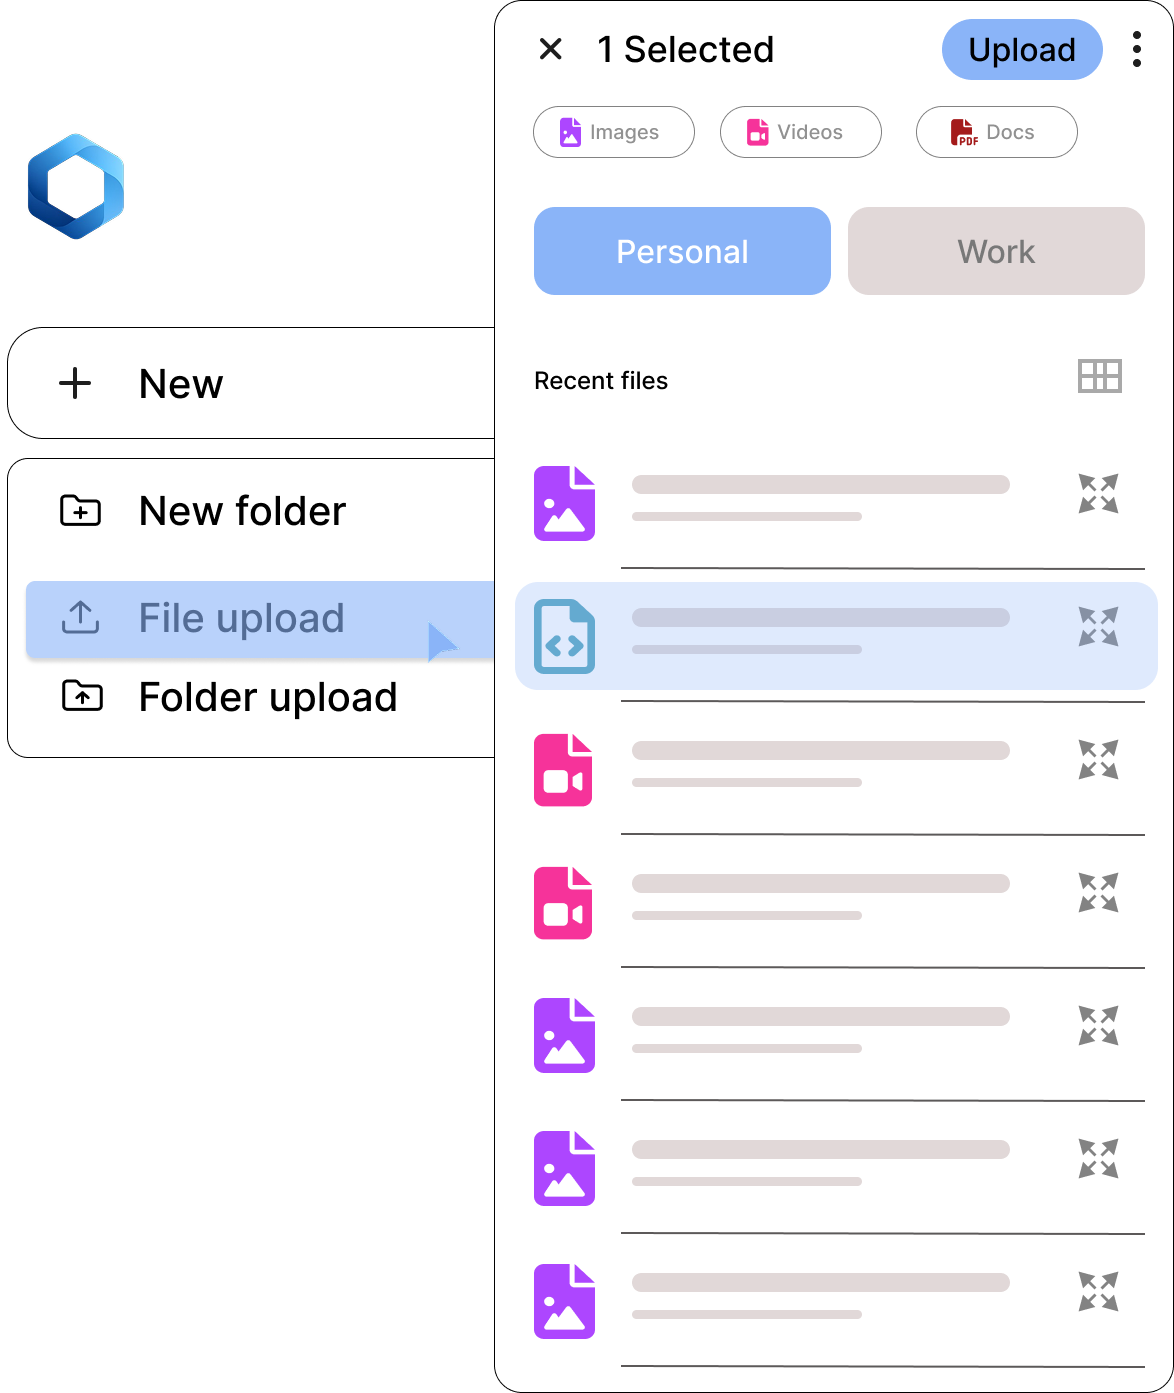 1 Selected
Upload
Images
Videos
PDF
Docs
Personal
Work
New
Recent files
New folder
File upload
Folder upload